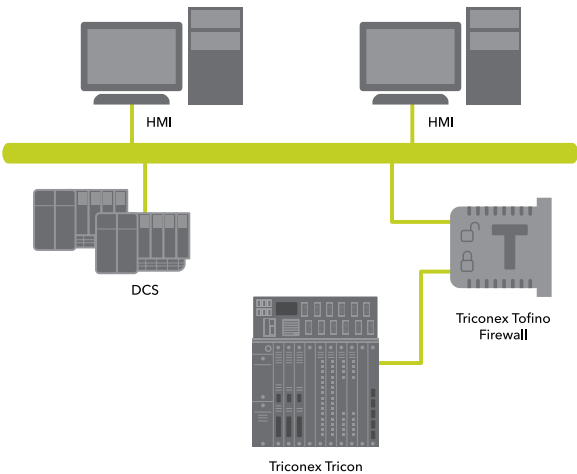 HMI
HMI
DCS
T
Triconex Tofino
Firewall
Triconex Tricon